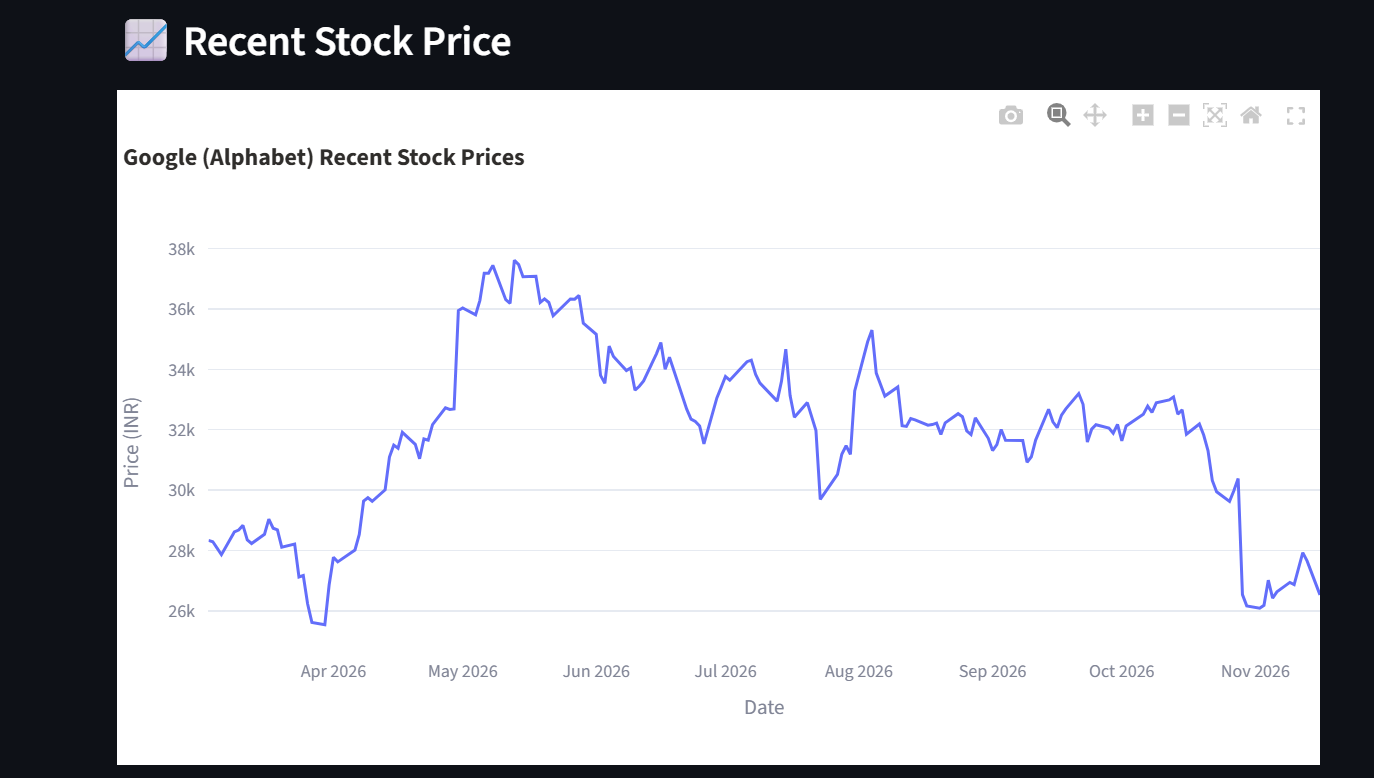 Recent Stock Price
Google (Alphabet) Recent Stock Prices
38k
36k
34k
32k
30k
28k
26k
Price (INR)
Apr 2026 May 2026 Jun 2026 Jul 2026 Aug 2026 Sep 2026 Oct 2026 Nov 2026
Date